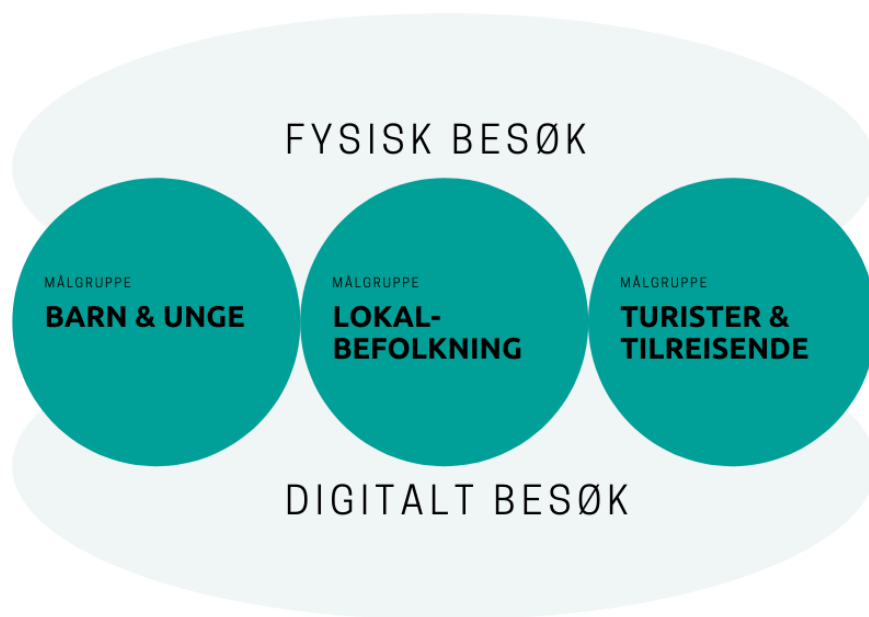 FYSISK BESØK
MÅLGRUPPE
BARN & UNGE
MÅLGRUPPE
LOKAL-
BEFOLKNING
MÅLGRUPPE
TURISTER &
TILREISENDE
DIGITALT BESØK